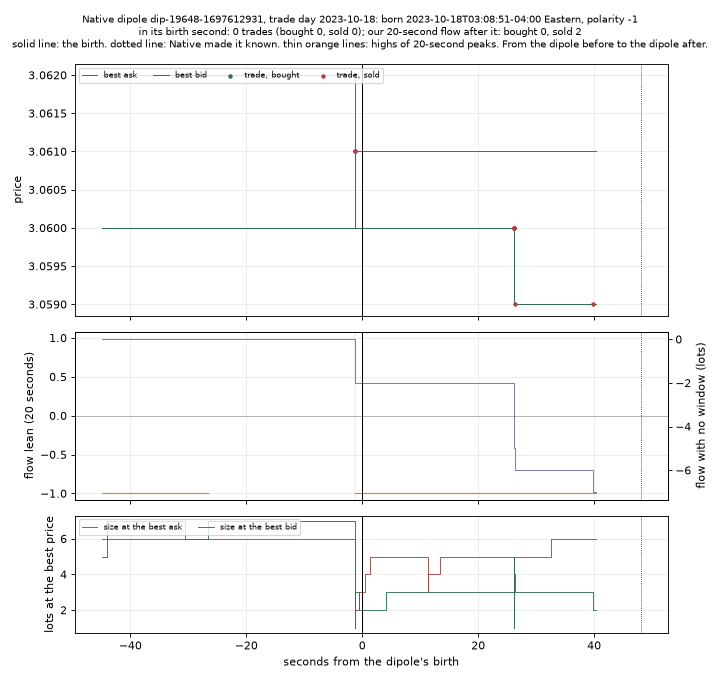 Native dipole dip-19648-1697612931, trade day 2023-10-18: born 2023-10-18T03:08:51-04:00 Eastern, polarity -1
in its birth second: 0 trades (bought 0, sold 0); our 20-second flow after it: bought 0, sold 2
solid line: the birth. dotted line: Native made it known. thin orange lines: highs of 20-second peaks. From the dipole before to the dipole after.
best ask best bid trade, bought trade, sold
3.0620
3.0615
3.0610
3.0605
3.0600
3.0595
3.0590
price
1.0
0.5
0.0
−0.5
−1.0
flow lean (20 seconds)
0
−2
−4
−6
flow with no window (lots)
size at the best ask size at the best bid
6
4
2
lots at the best price
−40 −20 0 20 40
seconds from the dipole's birth